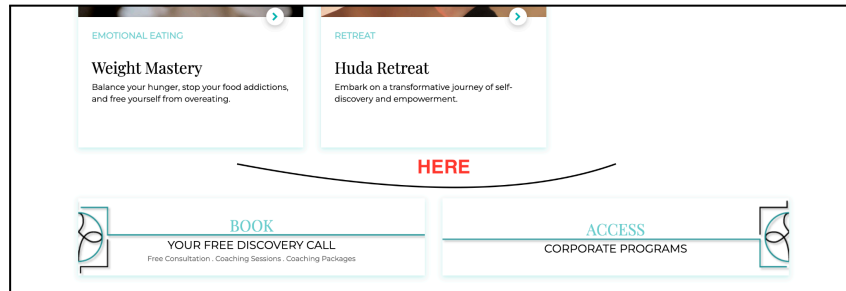 EMOTIONAL EATING
Weight Mastery
Balance your hunger, stop your food addictions,
and free yourself from overeating.
RETREAT
Huda Retreat
Embark on a transformative journey of self-
discovery and empowerment.
HERE
BOOK
YOUR FREE DISCOVERY CALL
Free Consultation . Coaching Sessions . Coaching Packages
ACCESS
CORPORATE PROGRAMS